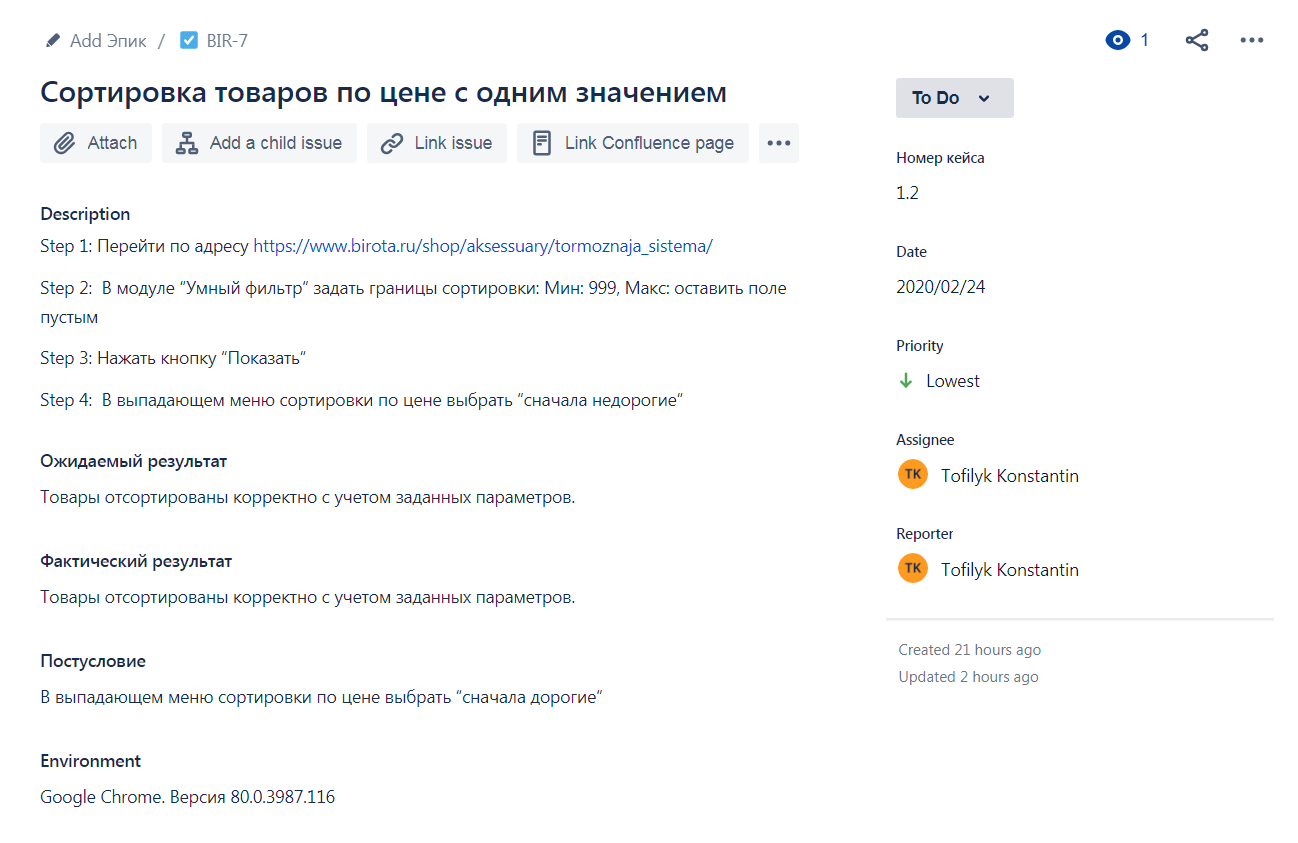 Add Эпик / BIR-7
1
Сортировка товаров по цене с одним значением
Attach
Add a child issue
Link issue
Link Confluence page
Description
Step 1: Перейти по адресу https://www.birota.ru/shop/aksessuary/tormoznaja_sistema/
Step 2:  В модуле “Умный фильтр” задать границы сортировки: Мин: 999, Макс: оставить поле
пустым
Step 3: Нажать кнопку “Показать“
Step 4:  В выпадающем меню сортировки по цене выбрать “сначала недорогие“
Ожидаемый результат
Товары отсортированы корректно с учетом заданных параметров.
Фактический результат
Товары отсортированы корректно с учетом заданных параметров.
Постусловие
В выпадающем меню сортировки по цене выбрать “сначала дорогие“
Environment
Google Chrome. Версия 80.0.3987.116
To Do
Номер кейса
1.2
Date
2020/02/24
Priority
Lowest
Assignee
TK Tofilyk Konstantin
Reporter
TK Tofilyk Konstantin
Created 21 hours ago
Updated 2 hours ago